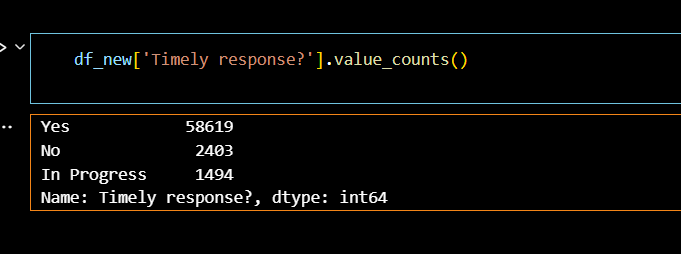 df_new['Timely response?'].value_counts()
Yes 58619
No 2403
In Progress 1494
Name: Timely response?, dtype: int64